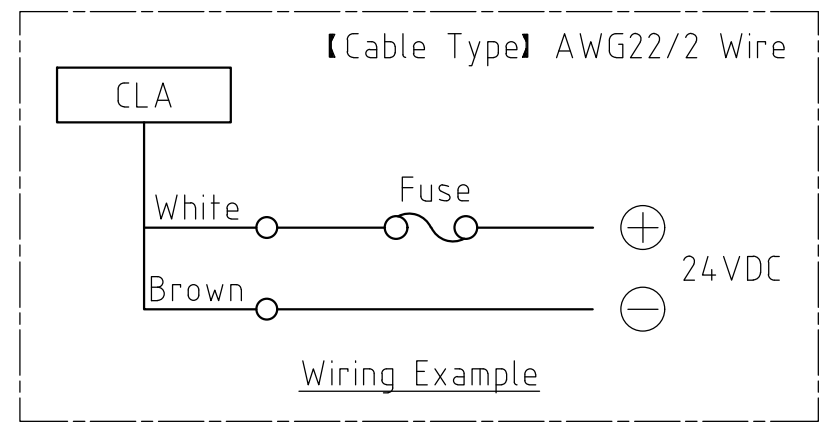 【Cable Type】 AWG22/2 Wire
CLA
Fuse
White
+
24VDC
Brown
−
Wiring Example